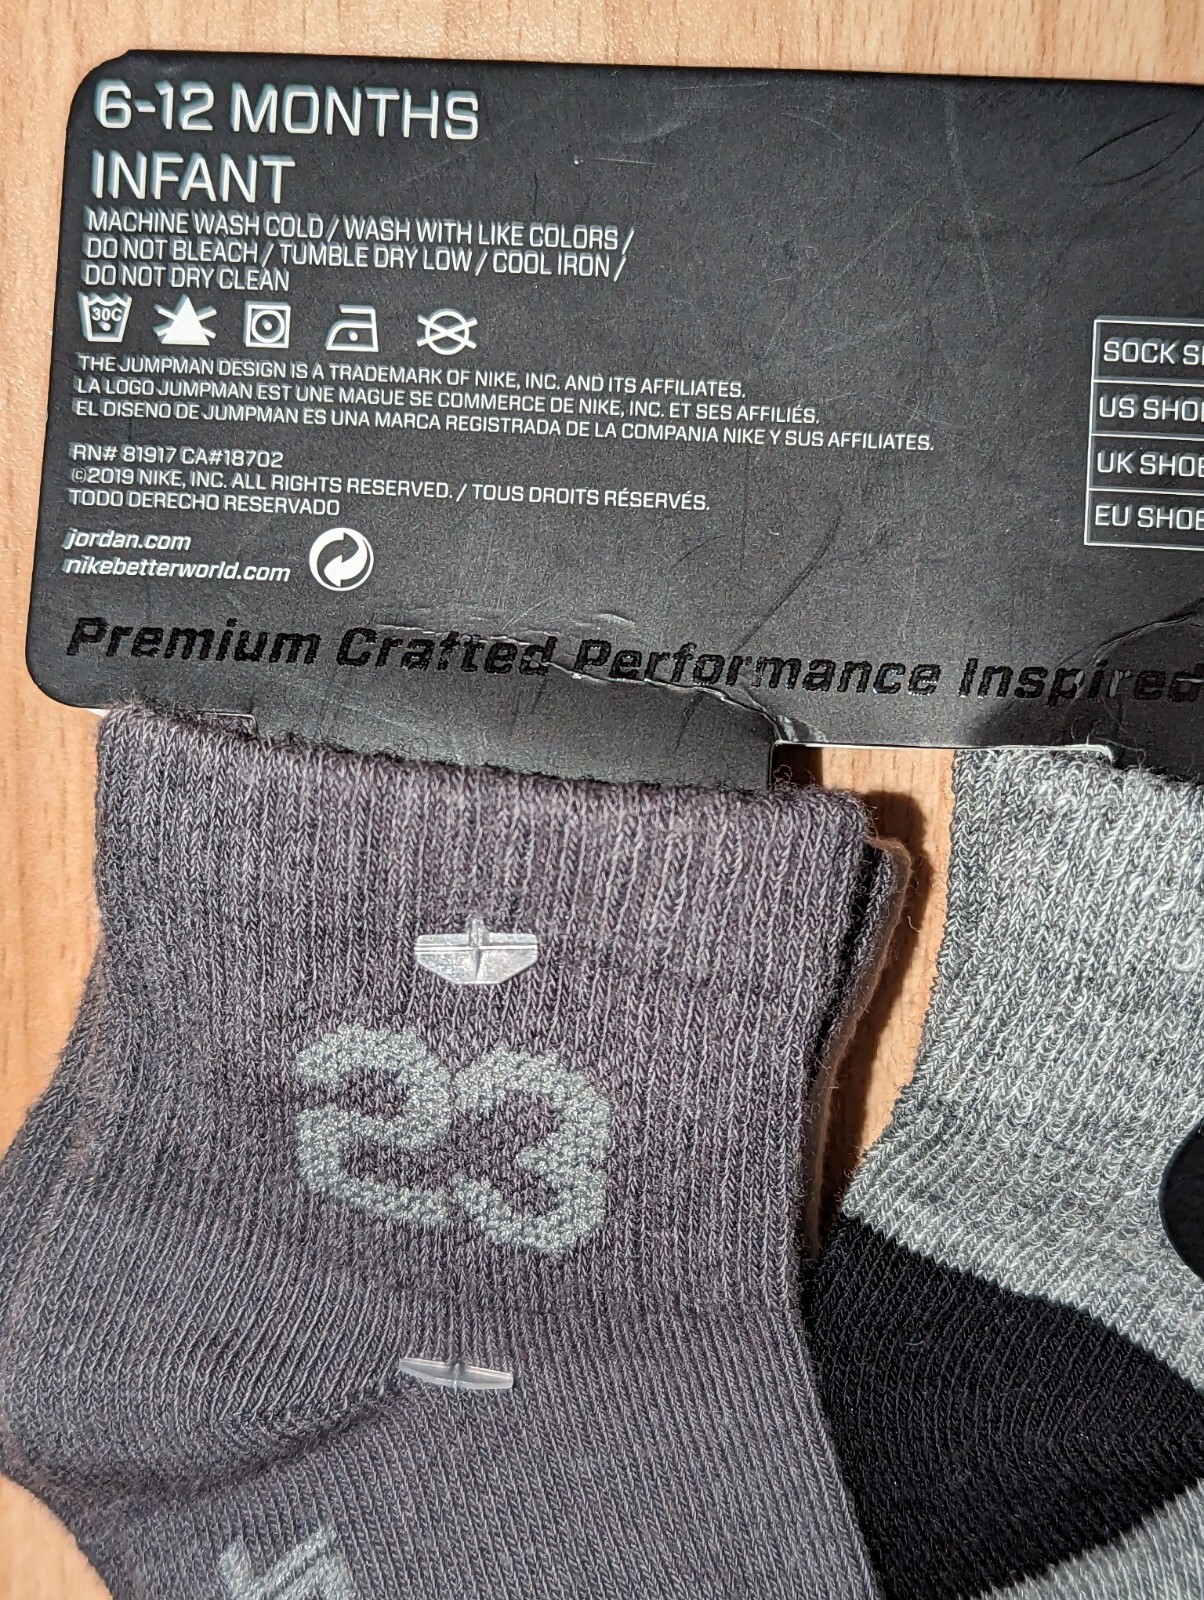 6-12 MONTHS
INFANT
MACHINE WASH COLD / WASH WITH LIKE COLORS /
DO NOT BLEACH / TUMBLE DRY LOW / COOL IRON /
DO NOT DRY CLEAN
30C
THE JUMPMAN DESIGN IS A TRADEMARK OF NIKE, INC. AND ITS AFFILIATES.
LA LOGO JUMPMAN EST UNE MAGUE SE COMMERCE DE NIKE, INC. ET SES AFFILIÉS.
EL DISENO DE JUMPMAN ES UNA MARCA REGISTRADA DE LA COMPANIA NIKE Y SUS AFFILIATES.
RN# 81917 CA#18702
©2019 NIKE, INC. ALL RIGHTS RESERVED. / TOUS DROITS RÉSERVÉS.
TODO DERECHO RESERVADO
jordan.com
nikebetterworld.com
SOCK
US
UK
EU
Premium Crafted Performance Inspired
23